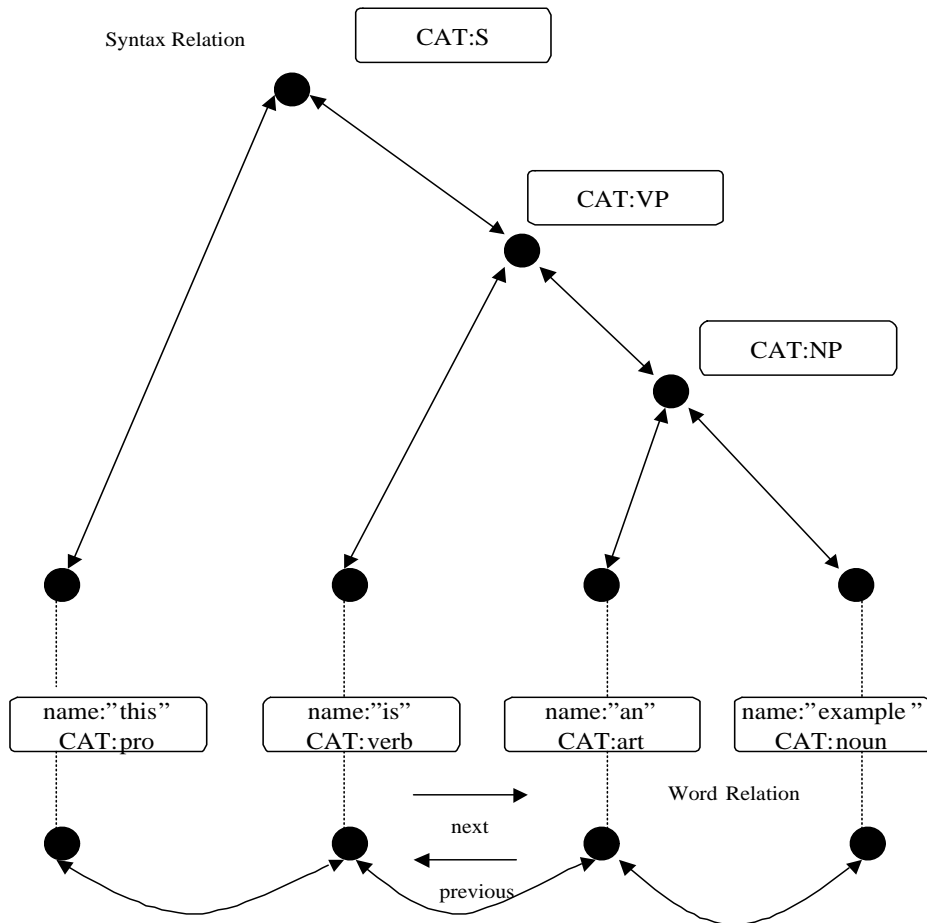 CAT:S
Syntax Relation
CAT:VP
CAT:NP
name:”this”
CAT:pro
name:”is”
CAT:verb
name:”an”
CAT:art
name:”example”
CAT:noun
Word Relation
next
previous